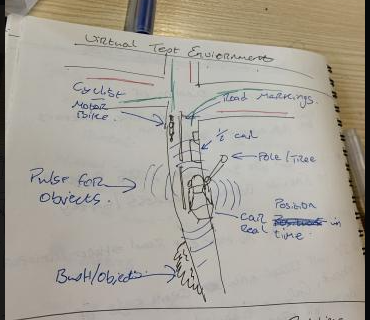 Virtual Test Enviornments
Cyclist
Motor
Bike.
Road Markings.
1/2 car
Pole/Tree
Pulse for
Objects.
Position
in
time.
Car
Real
Bush/Objects.